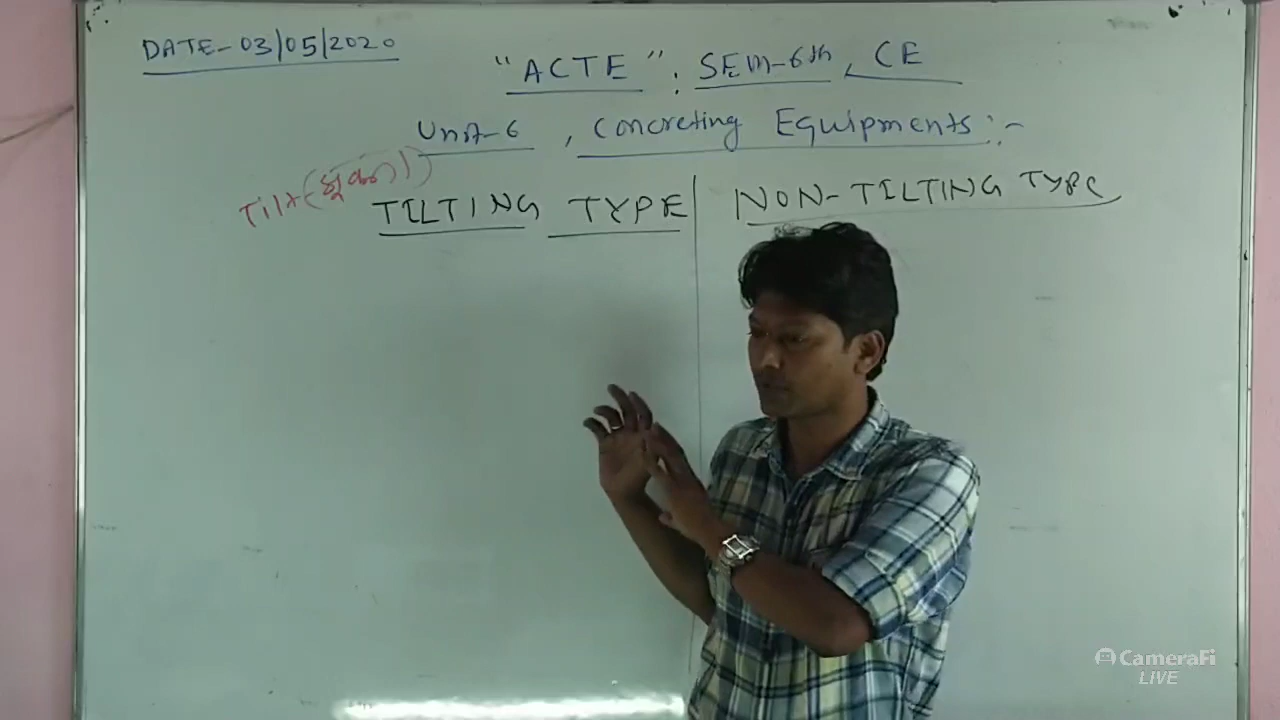 DATE-03/05/2020
"ACTE", SEM-6th, CE
Unit-6, Concreting Equipments:-
Tilt
TILTING TYPE | NON-TILTING TYPE
CameraFi
LIVE